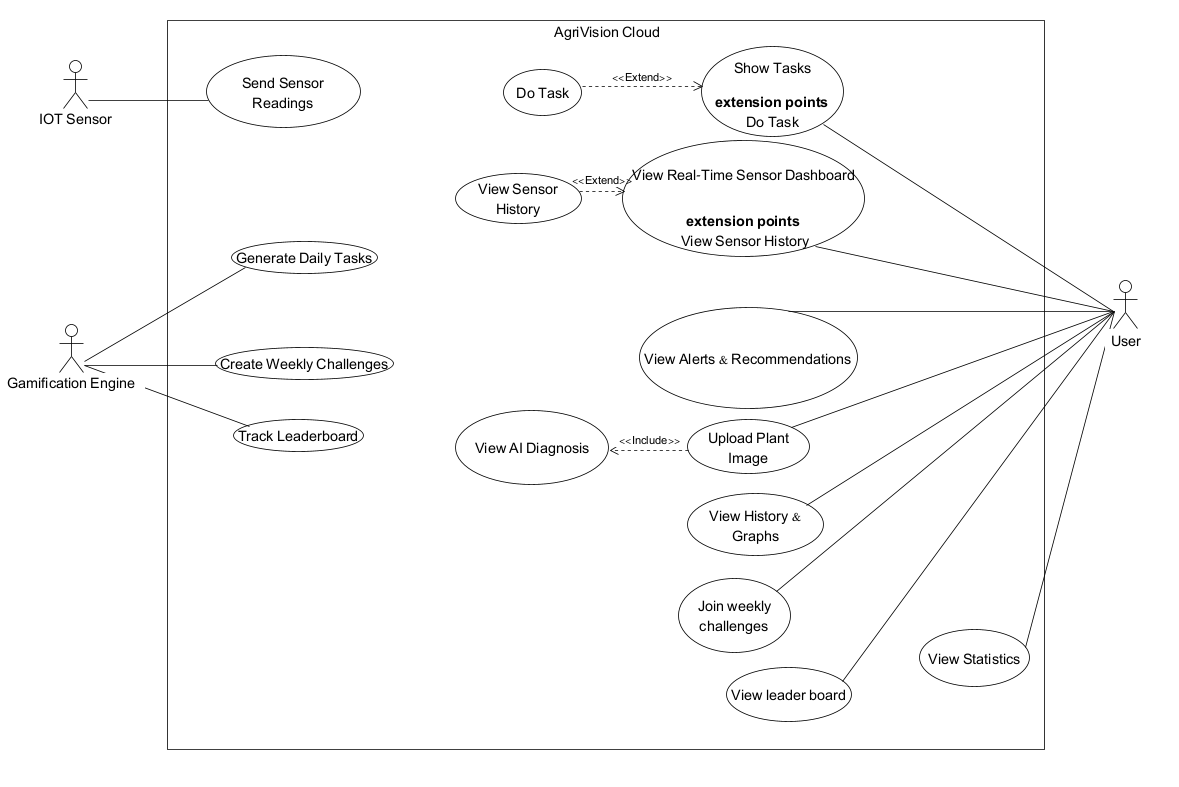 AgriVision Cloud
IOT Sensor
Send Sensor
Readings
Do Task
<<Extend>>
Show Tasks
extension points
Do Task
View Sensor
History
<<Extend>>
View Real-Time Sensor Dashboard
extension points
View Sensor History
Generate Daily Tasks
Gamification Engine
Create Weekly Challenges
Track Leaderboard
User
View Alerts & Recommendations
View AI Diagnosis
<<Include>>
Upload Plant
Image
View History &
Graphs
Join weekly
challenges
View Statistics
View leader board